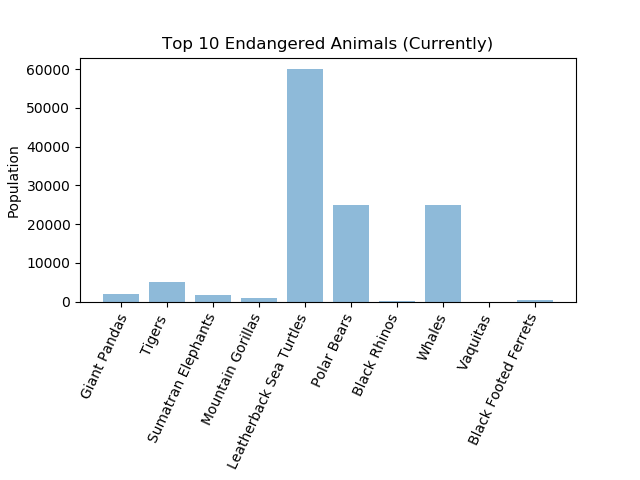 Top 10 Endangered Animals (Currently)
Population
60000
50000
40000
30000
20000
10000
0
Giant Pandas
Tigers
Sumatran Elephants
Mountain Gorillas
Leatherback Sea Turtles
Polar Bears
Black Rhinos
Whales
Vaquitas
Black Footed Ferrets